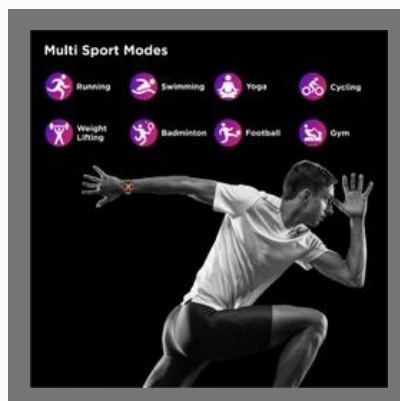 Multi Sport Modes
Running
Swimming
Yoga
Cycling
Weight
Lifting
Badminton
Football
Gym